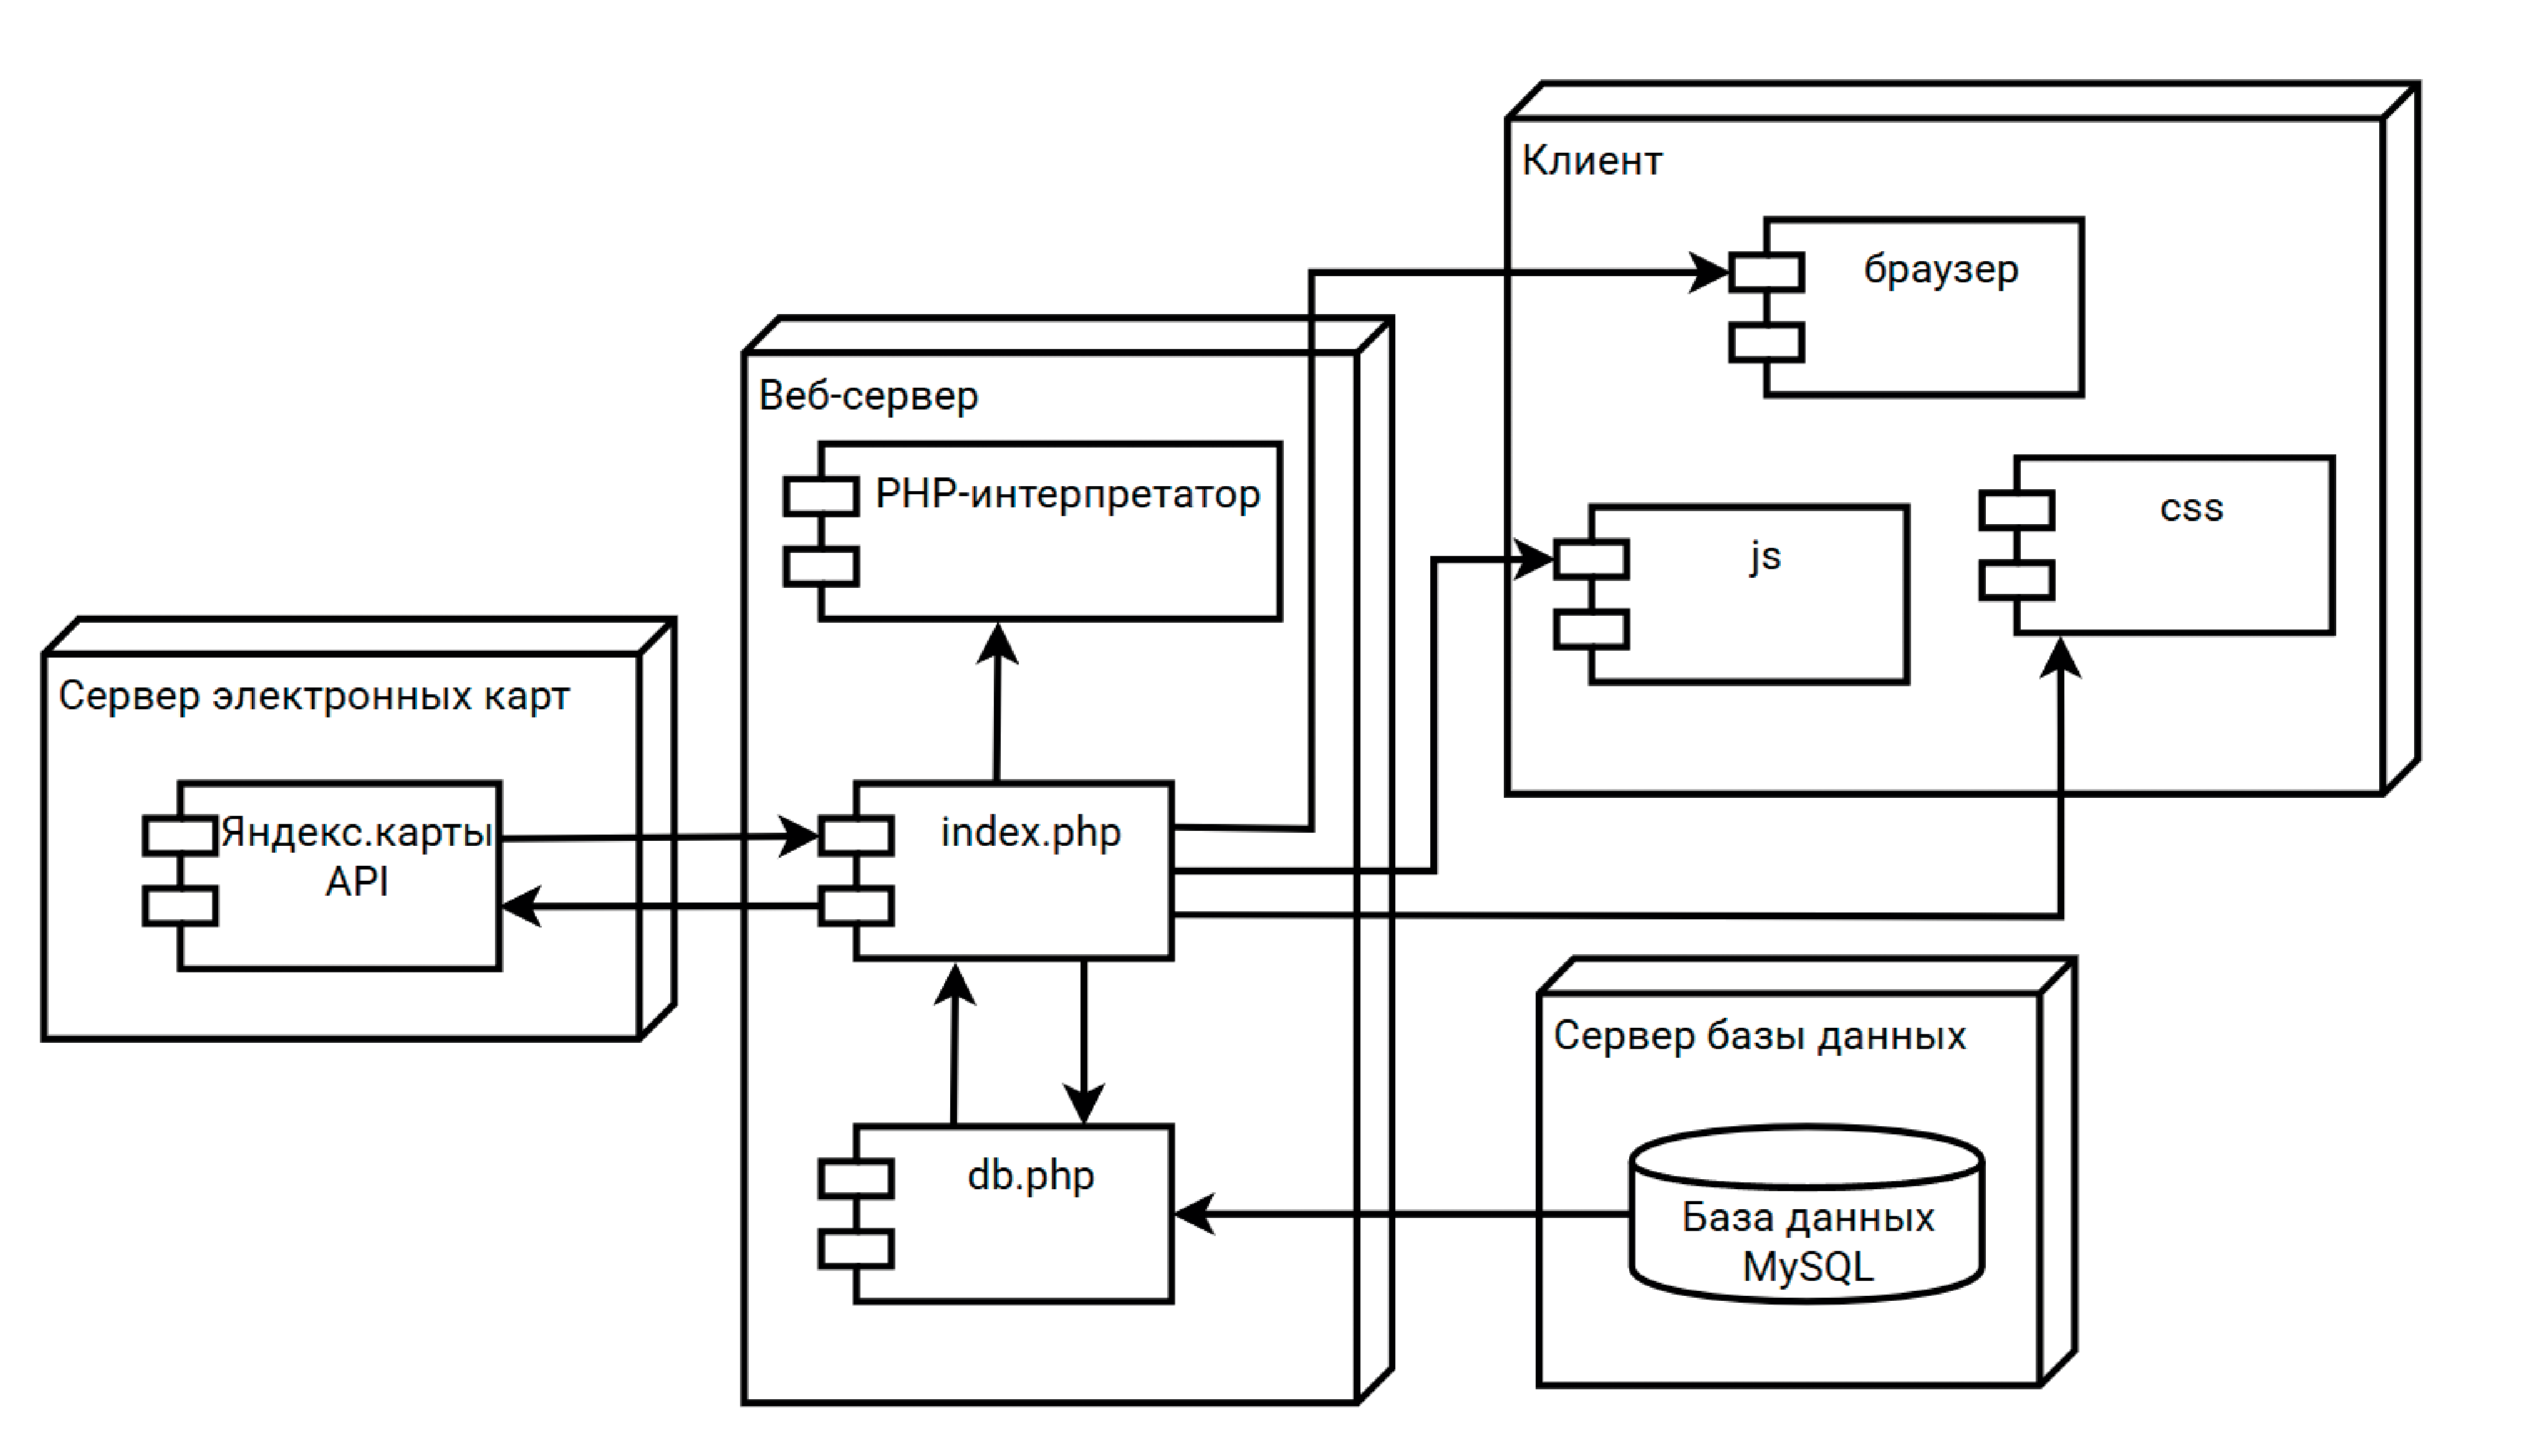 Клиент
браузер
css
js
Веб-сервер
PHP-интерпретатор
index.php
db.php
Сервер электронных карт
Яндекс.карты
API
Сервер базы данных
База данных
MySQL